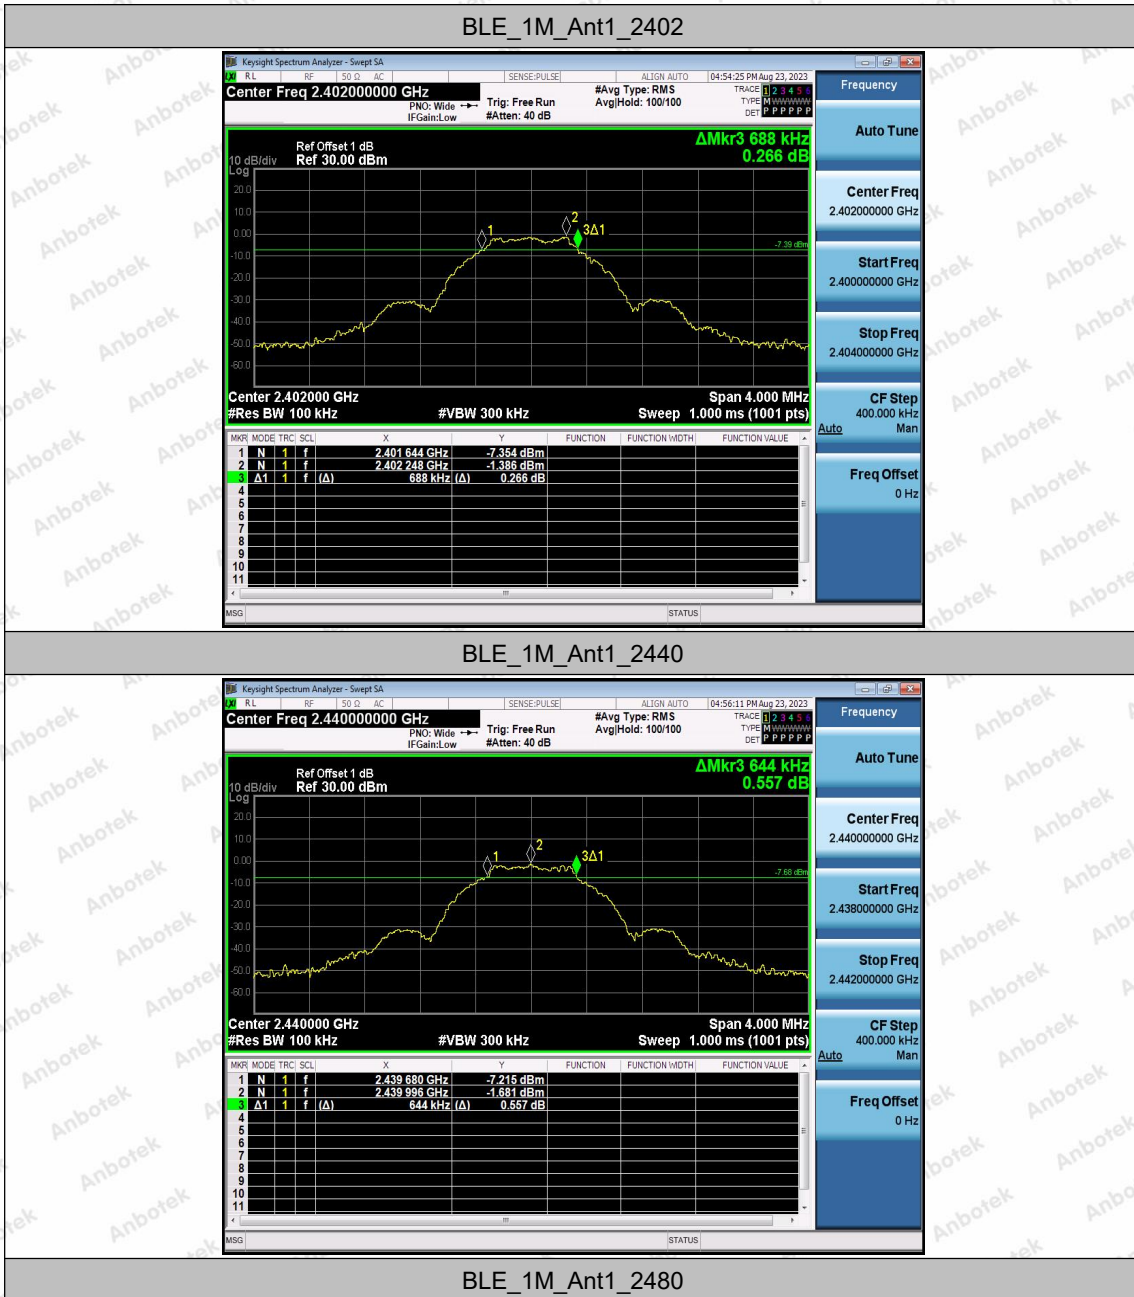 BLE_1M_Ant1_2402
Keysight Spectrum Analyzer - Swept SA
LXI RL RF 50 Ω AC SENSE:PULSE ALIGN AUTO 04:54:25 PM Aug 23, 2023
Center Freq 2.402000000 GHz #Avg Type: RMS TRACE 1 2 3 4 5 6
PNO: Wide Trig: Free Run Avg|Hold: 100/100 TYPE M WWWWW
IFGain:Low #Atten: 40 dB DET P P P P P P
ΔMkr3 688 kHz
0.266 dB
Ref Offset 1 dB
10 dB/div Ref 30.00 dBm
Log
20.0
10.0
0.00
-10.0
-20.0
-30.0
-40.0
-50.0
-60.0
1
2
3Δ1
-7.39 dBm
Center 2.402000 GHz Span 4.000 MHz
#Res BW 100 kHz #VBW 300 kHz Sweep 1.000 ms (1001 pts)
MKR MODE TRC SCL X Y FUNCTION FUNCTION WIDTH FUNCTION VALUE
1 N 1 f 2.401 644 GHz -7.354 dBm
2 N 1 f 2.402 248 GHz -1.386 dBm
3 Δ1 1 f (Δ) 688 kHz (Δ) 0.266 dB
4
5
6
7
8
9
10
11
MSG STATUS
Frequency
Auto Tune
Center Freq
2.402000000 GHz
Start Freq
2.400000000 GHz
Stop Freq
2.404000000 GHz
CF Step
400.000 kHz
Auto Man
Freq Offset
0 Hz
BLE_1M_Ant1_2440
Keysight Spectrum Analyzer - Swept SA
LXI RL RF 50 Ω AC SENSE:PULSE ALIGN AUTO 04:56:11 PM Aug 23, 2023
Center Freq 2.440000000 GHz #Avg Type: RMS TRACE 1 2 3 4 5 6
PNO: Wide Trig: Free Run Avg|Hold: 100/100 TYPE M WWWWW
IFGain:Low #Atten: 40 dB DET P P P P P P
ΔMkr3 644 kHz
0.557 dB
Ref Offset 1 dB
10 dB/div Ref 30.00 dBm
Log
20.0
10.0
0.00
-10.0
-20.0
-30.0
-40.0
-50.0
-60.0
1
2
3Δ1
-7.68 dBm
Center 2.440000 GHz Span 4.000 MHz
#Res BW 100 kHz #VBW 300 kHz Sweep 1.000 ms (1001 pts)
MKR MODE TRC SCL X Y FUNCTION FUNCTION WIDTH FUNCTION VALUE
1 N 1 f 2.439 680 GHz -7.215 dBm
2 N 1 f 2.439 996 GHz -1.681 dBm
3 Δ1 1 f (Δ) 644 kHz (Δ) 0.557 dB
4
5
6
7
8
9
10
11
MSG STATUS
Frequency
Auto Tune
Center Freq
2.440000000 GHz
Start Freq
2.438000000 GHz
Stop Freq
2.442000000 GHz
CF Step
400.000 kHz
Auto Man
Freq Offset
0 Hz
BLE_1M_Ant1_2480